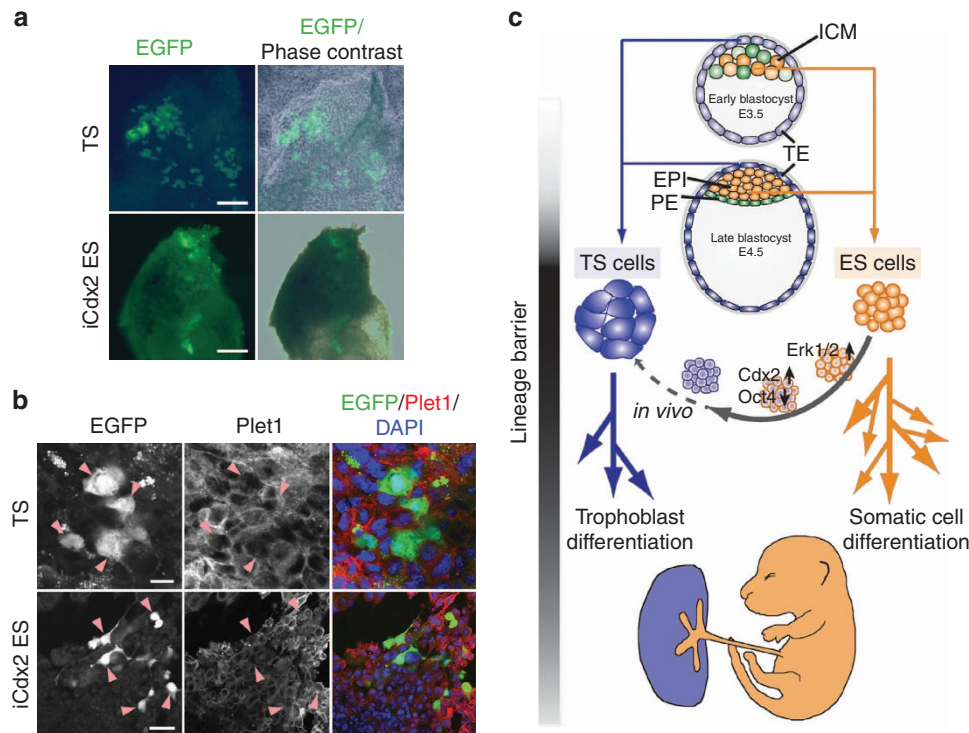 a
EGFP
EGFP/
Phase contrast
TS
iCdx2 ES
b
EGFP
Plet1
EGFP/Plet1/
DAPI
TS
iCdx2 ES
c
ICM
Early blastocyst
E3.5
TE
EPI
PE
Late blastocyst
E4.5
TS cells
ES cells
Lineage barrier
Erk1/2
Cdx2
Oct4
in vivo
Trophoblast
differentiation
Somatic cell
differentiation